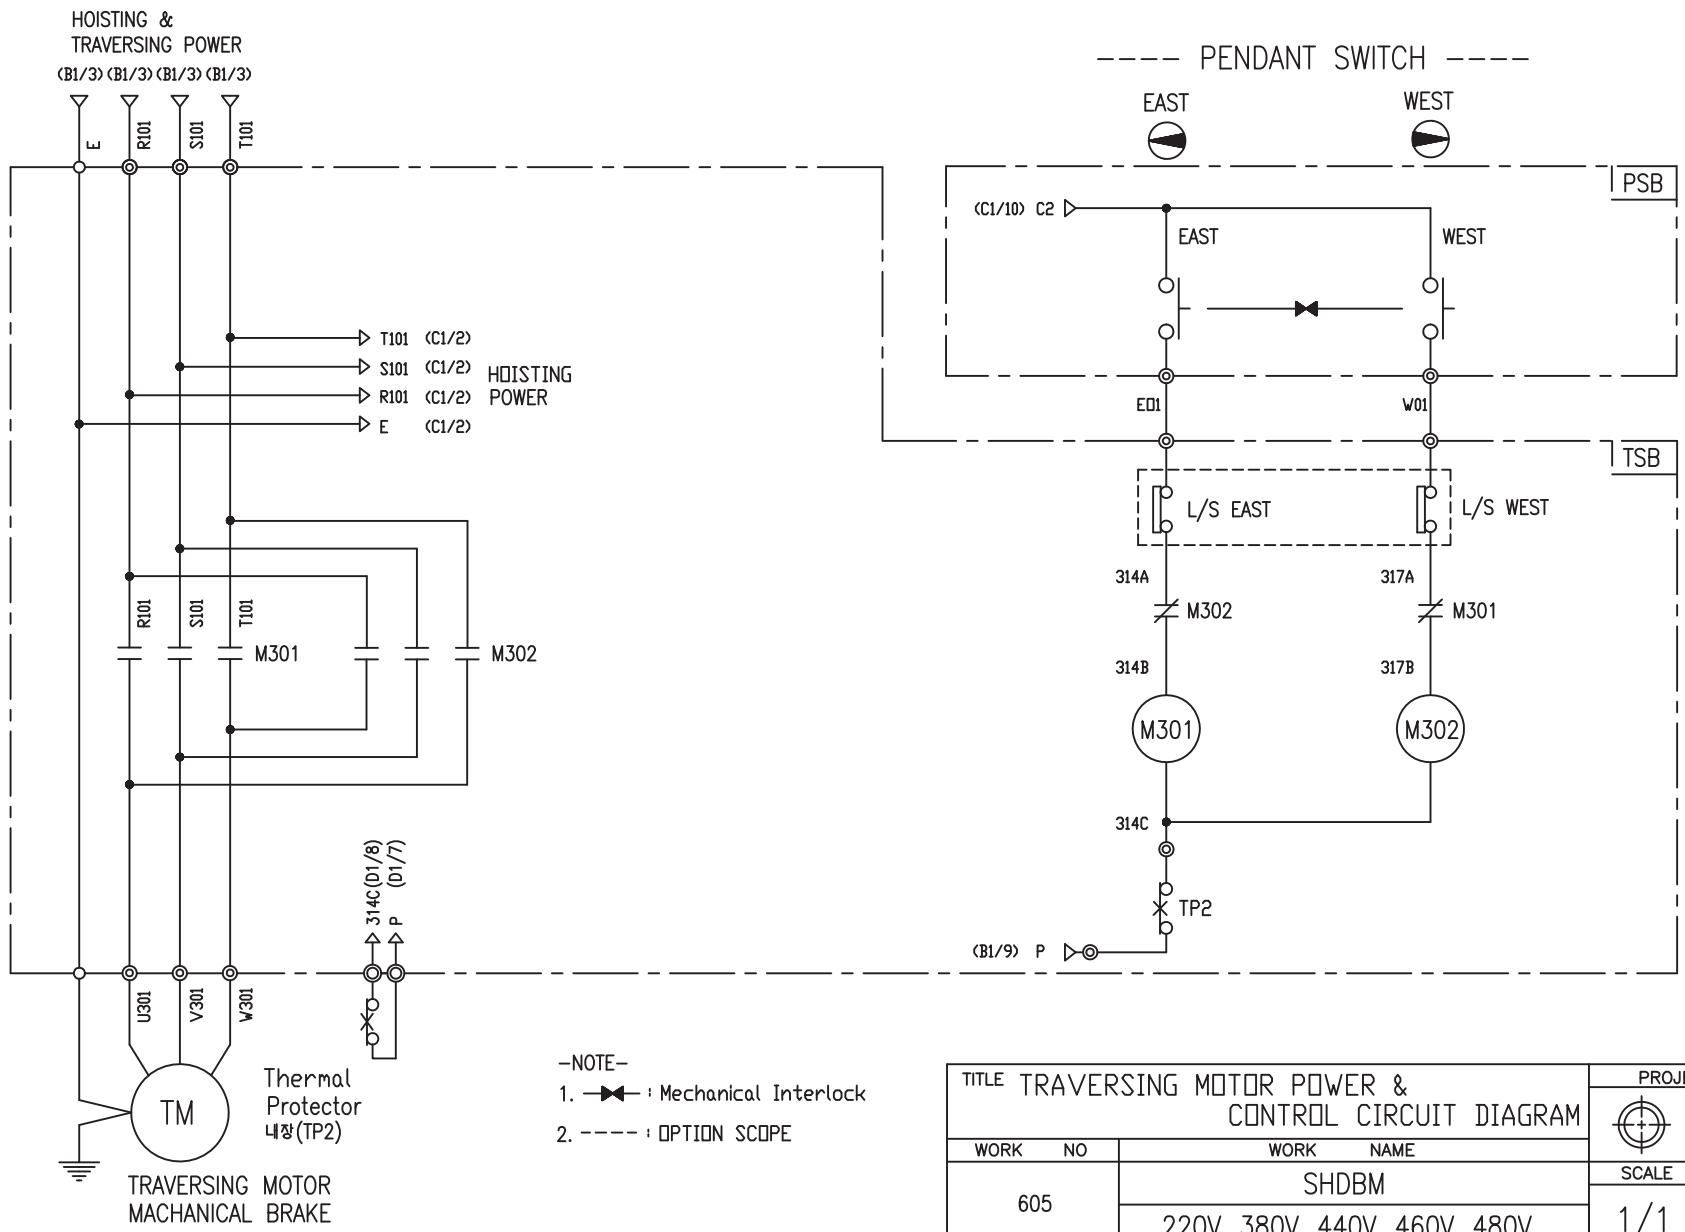 HOISTING &
TRAVERSING POWER
(B1/3) (B1/3) (B1/3) (B1/3)
E
R101
S101
T101
T101 (C1/2)
S101 (C1/2)
R101 (C1/2)
E (C1/2)
HOISTING
POWER
R101
S101
T101
M301
M302
314C(D1/8)
P (D1/7)
U301
V301
W301
TM
Thermal
Protector
내장(TP2)
TRAVERSING MOTOR
MACHANICAL BRAKE
---- PENDANT SWITCH ----
EAST
WEST
PSB
(C1/10) C2
EAST
WEST
E01
W01
TSB
L/S EAST
L/S WEST
314A
317A
M302
M301
314B
317B
M301
M302
314C
TP2
(B1/9) P
-NOTE-
1. : Mechanical Interlock
2. ----- : OPTION SCOPE
TITLE TRAVERSING MOTOR POWER &
CONTROL CIRCUIT DIAGRAM
WORK NO
WORK NAME
605
SHDBM
220V 380V 440V 460V 480V
SCALE
1/1